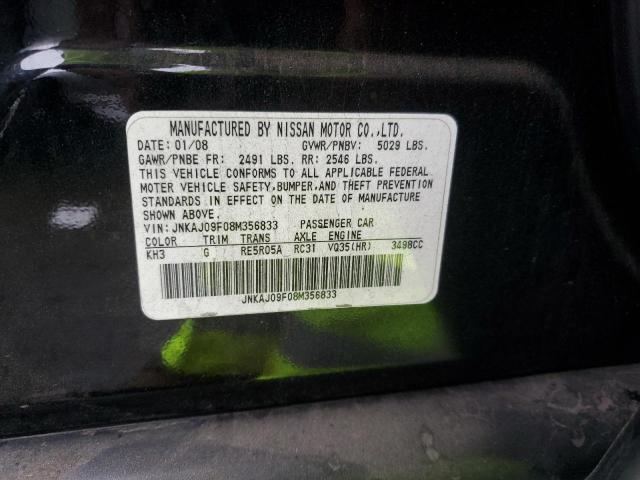 MANUFACTURED BY NISSAN MOTOR CO.,LTD.
DATE: 01/08 GVWR/PNBV: 5029 LBS.
GAWR/PNBE FR: 2491 LBS. RR: 2546 LBS.
THIS VEHICLE CONFORMS TO ALL APPLICABLE FEDERAL
MOTOR VEHICLE SAFETY,BUMPER,AND THEFT PREVENTION
STANDARDS IN EFFECT ON THE DATE OF MANUFACTURE
SHOWN ABOVE.
VIN: JNKAJ09F08M356833 PASSENGER CAR
COLOR TRIM TRANS AXLE ENGINE
KH3 G RE5R05A RC31 VQ35(HR) 3498CC
JNKAJ09F08M356833